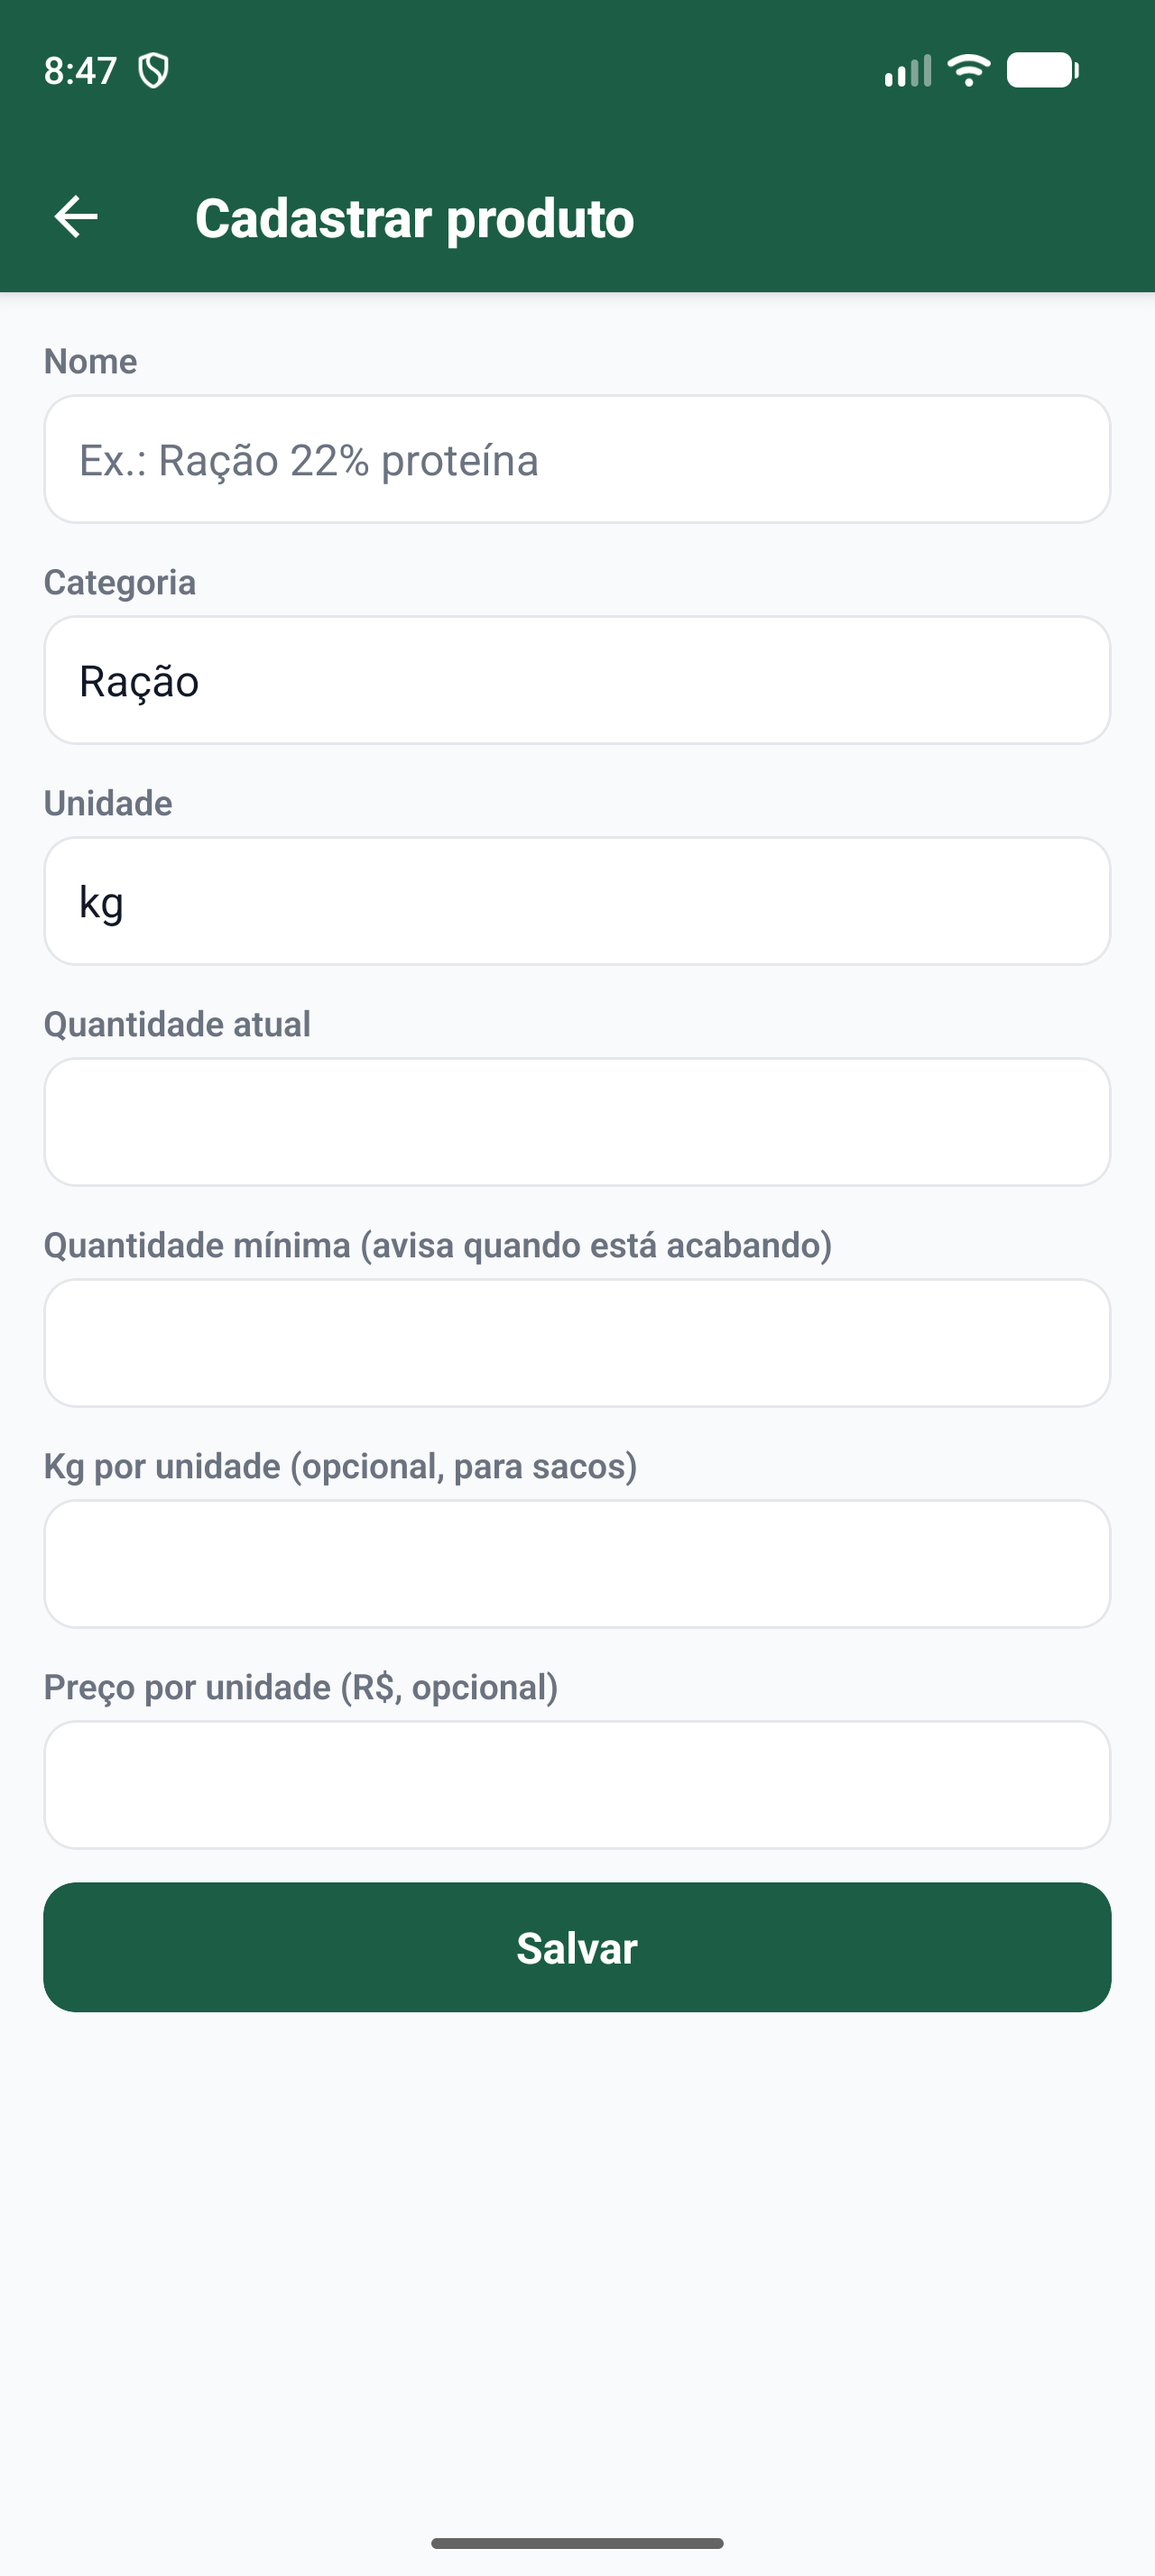 8:47
Cadastrar produto
Nome
Ex.: Ração 22% proteína
Categoria
Ração
Unidade
kg
Quantidade atual
Quantidade mínima (avisa quando está acabando)
Kg por unidade (opcional, para sacos)
Preço por unidade (R$, opcional)
Salvar